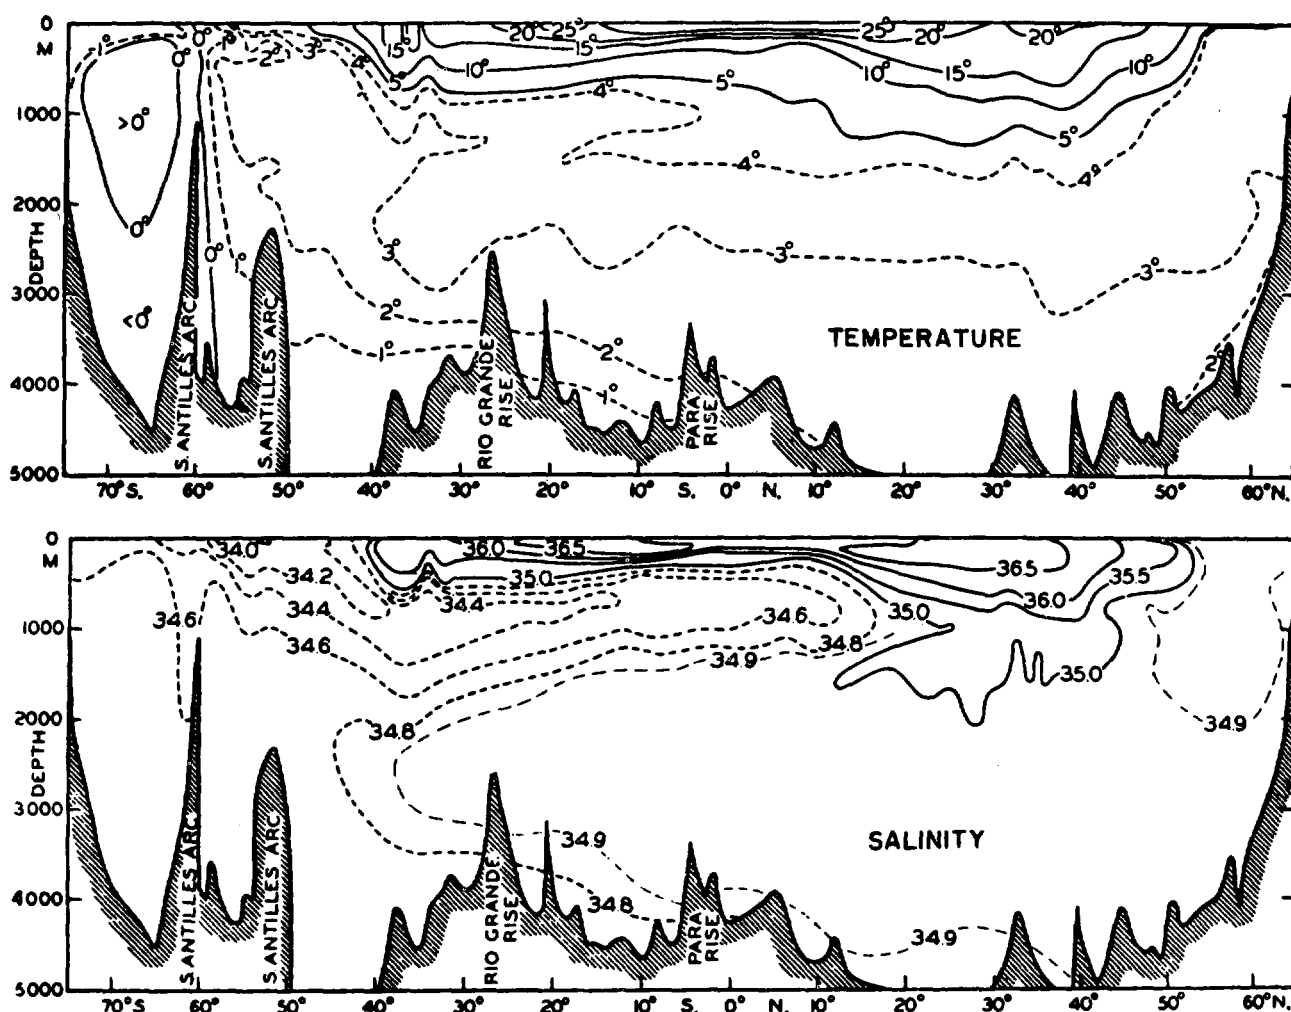 0 1° 0° 1° 3° 20° 25° 25° 20° 20°
M 0° 2° 4° 15° 15° 15° 10°
5° 10° 10°
4° 5°
1000 >0° 1° 5°
4° 4°
2000
0° 0° 1° 3° 3° 3°
DEPTH
3000 <0° 2°
1° 2° TEMPERATURE 2°
4000 1°
S. ANTILLES ARC
S. ANTILLES ARC
RIO GRANDE
RISE
PARA
RISE
5000
70°S. 60° 50° 40° 30° 20° 10° S. 0° N. 10° 20° 30° 40° 50° 60°N.
0 34.0 36.0 36.5
M 34.2 35.0 36.5 35.5
34.4 34.4 36.0
1000 34.6 34.6 34.6 35.0
34.8
34.9 35.0
2000 34.8 34.9
DEPTH
3000
34.9 SALINITY
4000 34.8
34.9
S. ANTILLES ARC
S. ANTILLES ARC
RIO GRANDE
RISE
PARA
RISE
5000
70°S 60° 50° 40° 30° 20° 10° S. 0° N. 10° 20° 30° 40° 50° 60°N.